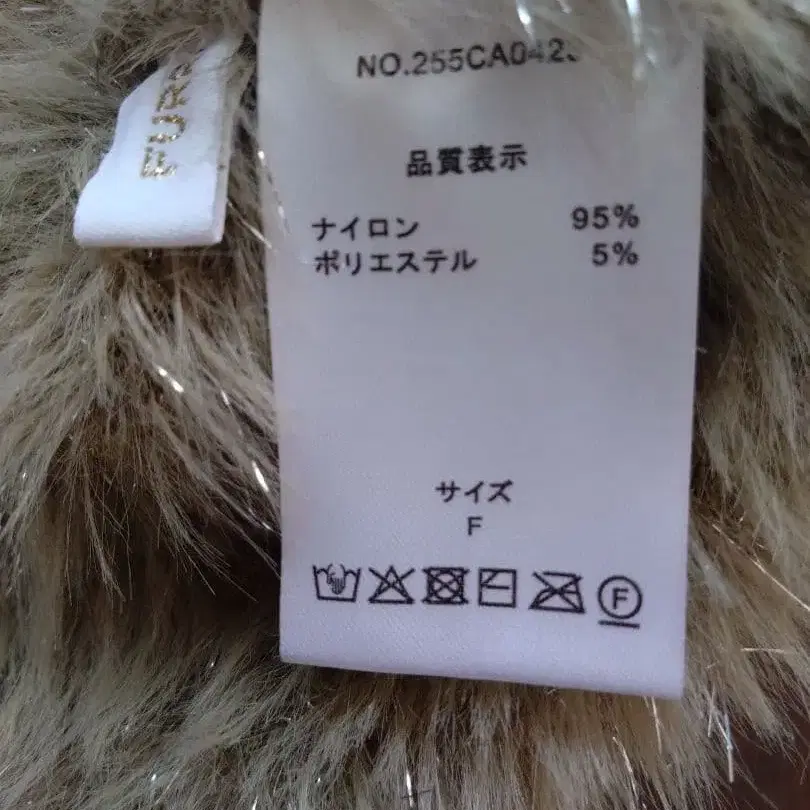 FUR
NO.255CA042
品質表示
ナイロン 95%
ポリエステル 5%
サイズ
F
F